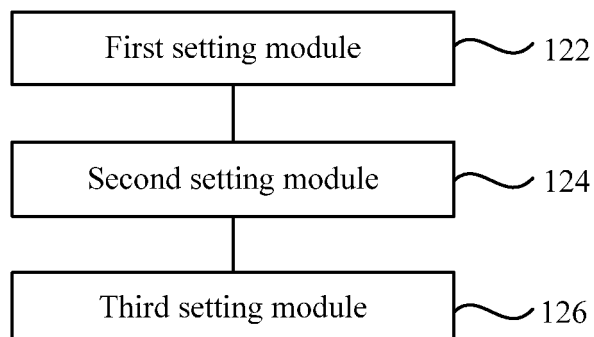 First setting module 122
Second setting module 124
Third setting module 126